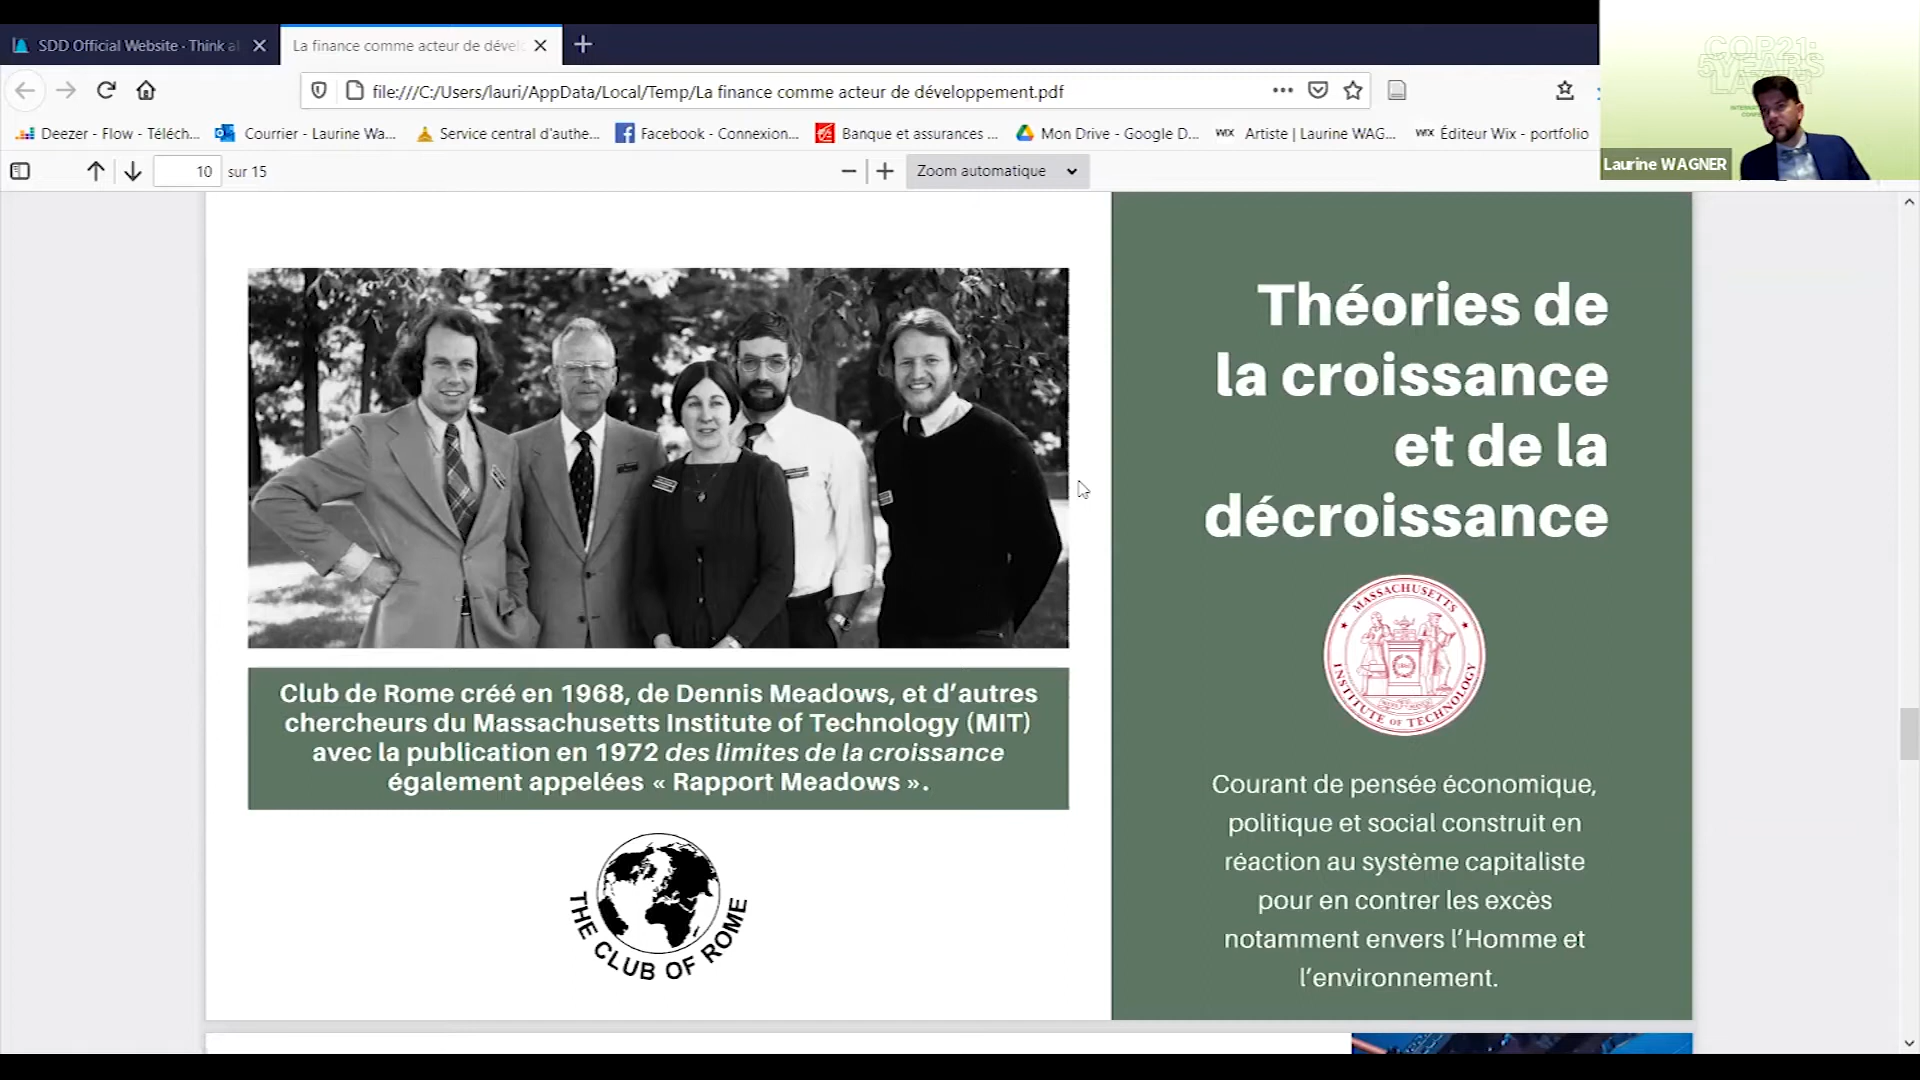 SDD Official Website - Think al
La finance comme acteur de dével
COP21:
5YEARS
LATER
file:///C:/Users/lauri/AppData/Local/Temp/La finance comme acteur de développement.pdf
Deezer - Flow - Téléch...
Courrier - Laurine Wa...
Service central d'authe...
Facebook - Connexion...
Banque et assurances ...
Mon Drive - Google D...
WIX Artiste | Laurine WAG...
WIX Éditeur Wix - portfolio
Laurine WAGNER
10 sur 15
Zoom automatique
Théories de
la croissance
et de la
décroissance
MASSACHUSETTS
INSTITUTE OF TECHNOLOGY
Club de Rome créé en 1968, de Dennis Meadows, et d'autres
chercheurs du Massachusetts Institute of Technology (MIT)
avec la publication en 1972 des limites de la croissance
également appelées « Rapport Meadows ».
THE CLUB OF ROME
Courant de pensée économique,
politique et social construit en
réaction au système capitaliste
pour en contrer les excès
notamment envers l'Homme et
l'environnement.